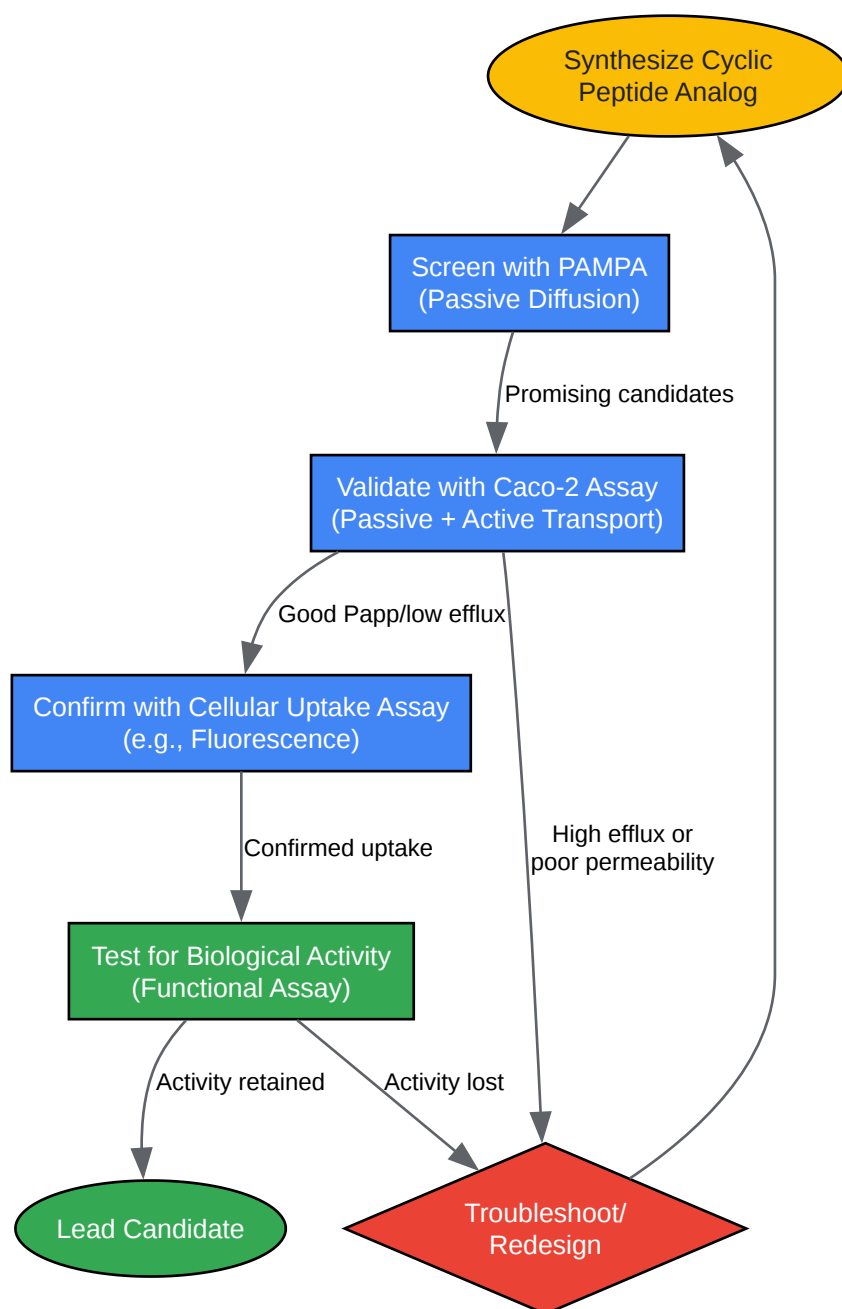 Synthesize Cyclic
Peptide Analog
Screen with PAMPA
(Passive Diffusion)
Promising candidates
Validate with Caco-2 Assay
(Passive + Active Transport)
Good Papp/low efflux
Confirm with Cellular Uptake Assay
(e.g., Fluorescence)
High efflux or
poor permeability
Confirmed uptake
Test for Biological Activity
(Functional Assay)
Activity retained
Activity lost
Lead Candidate
Troubleshoot/
Redesign